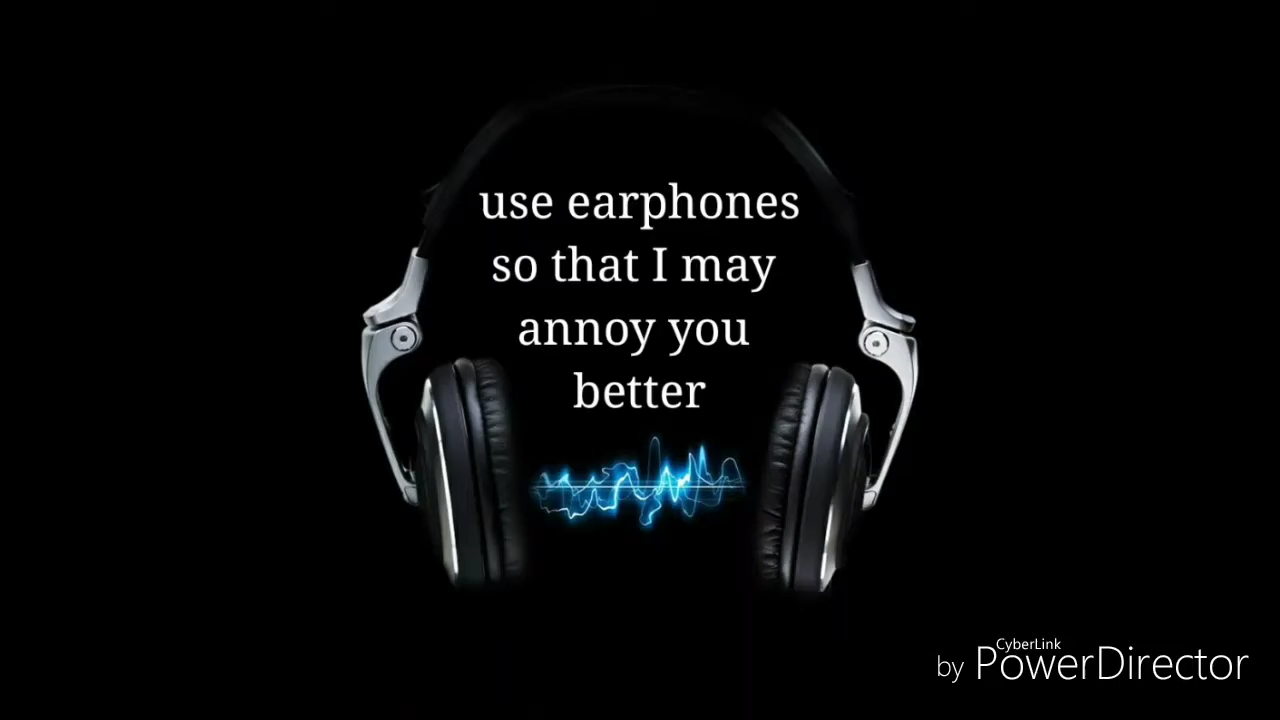 use earphones
so that I may
annoy you
better
CyberLink
by PowerDirector